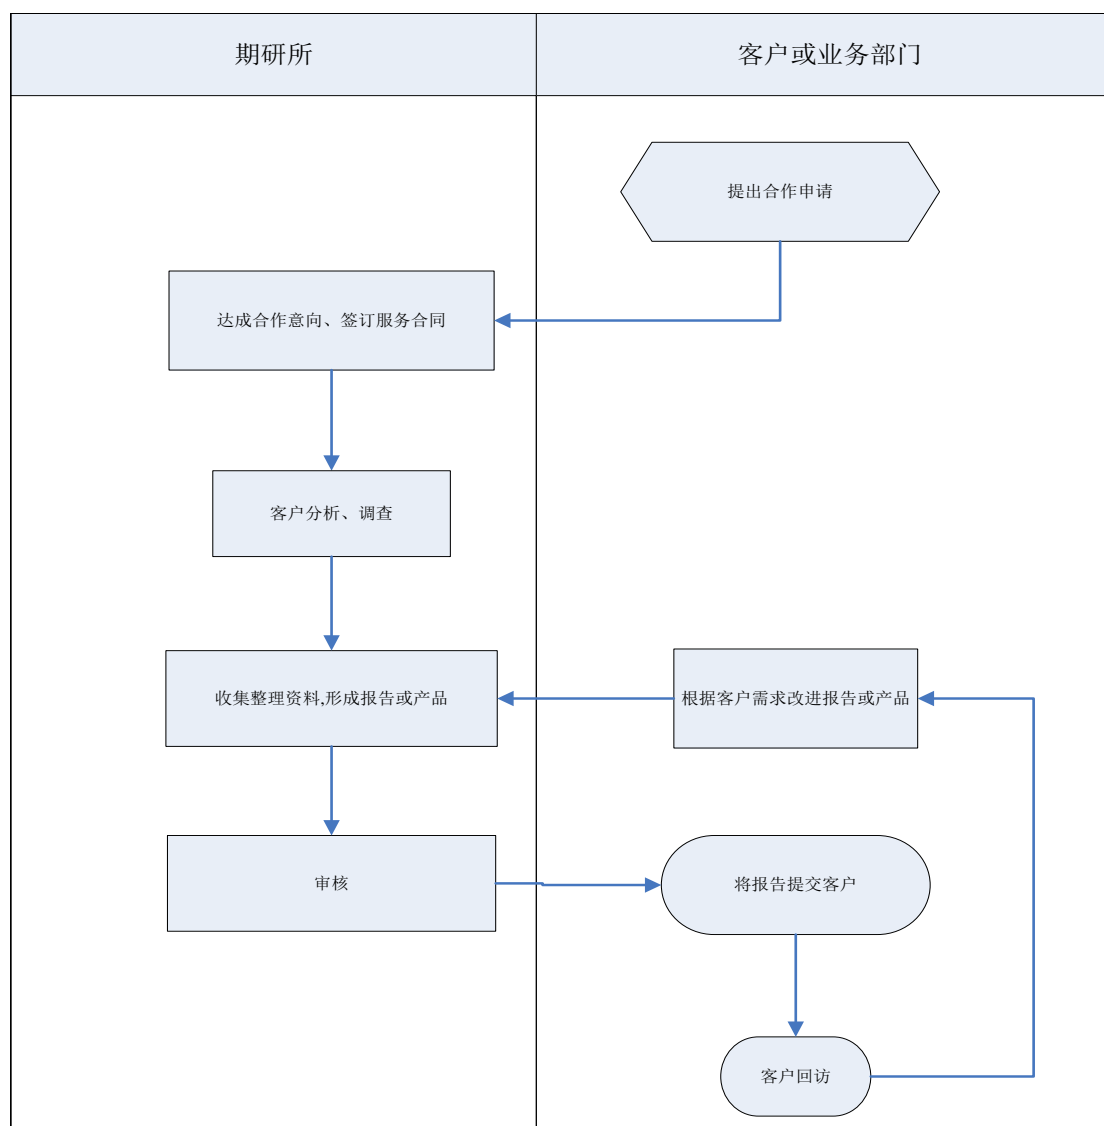 期研所
客户或业务部门
提出合作申请
达成合作意向、签订服务合同
客户分析、调查
收集整理资料,形成报告或产品
根据客户需求改进报告或产品
审核
将报告提交客户
客户回访